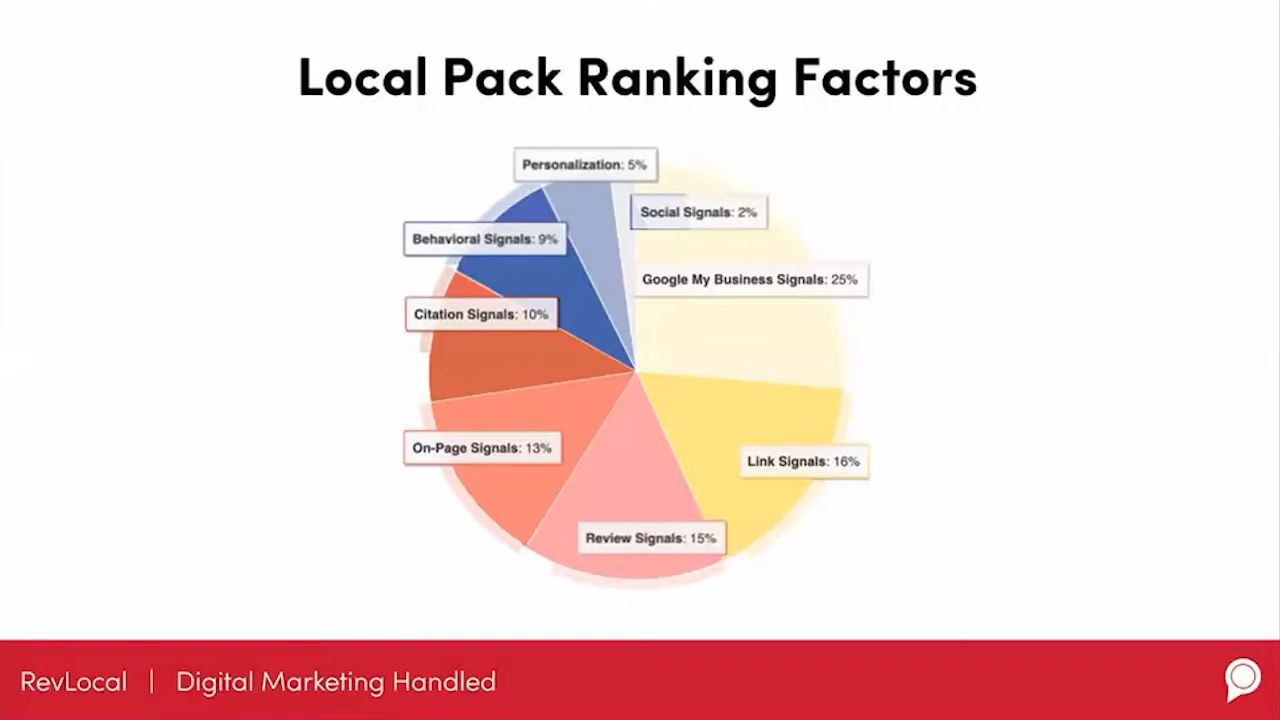 Local Pack Ranking Factors
Personalization: 5%
Social Signals: 2%
Behavioral Signals: 9%
Google My Business Signals: 25%
Citation Signals: 10%
On-Page Signals: 13%
Link Signals: 16%
Review Signals: 15%
RevLocal | Digital Marketing Handled